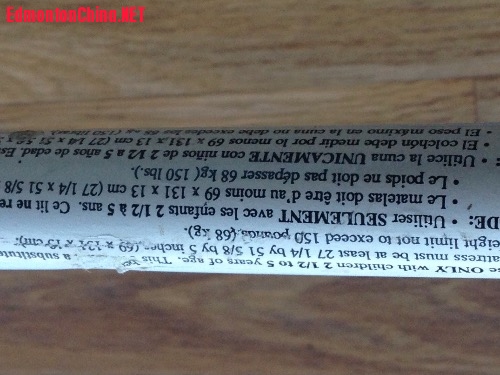 EdmontonChina.NET
se ONLY with children 2 1/2 to 5 years of age. This a substitute
attress must be at least 27 1/4 by 51 5/8 by 5 inches (69 x 131 x 13 cm);
eight limit not to exceed 150 pounds (68 kg).
DE: • Utiliser SEULEMENT avec les enfants 2 1/2 à 5 ans. Ce lit ne re
• Le matelas doit être d'au moins 69 x 131 x 13 cm (27 1/4 x 51 5/8
• Le poids ne doit pas dépasser 68 kg ( 150 lbs.).
• Utilice la cuna UNICAMENTE con niños de 2 1/2 a 5 años de edad. Est
• El colchón debe medir por lo menos 69 x 131 x 13 cm (27 1/4 x 51 5/8 x
• El peso máximo en la cuna no debe exceder los 68 kg (150 libras).